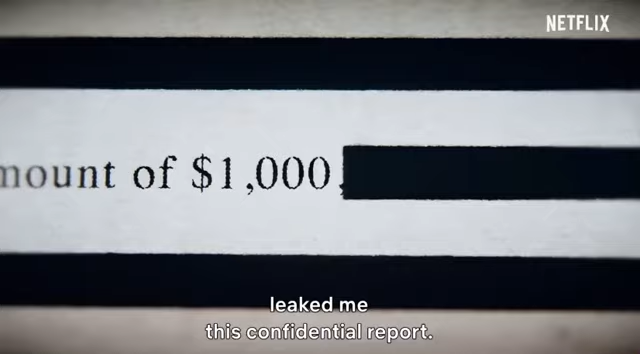 NETFLIX
mount of $1,000,
leaked me
this confidential report.